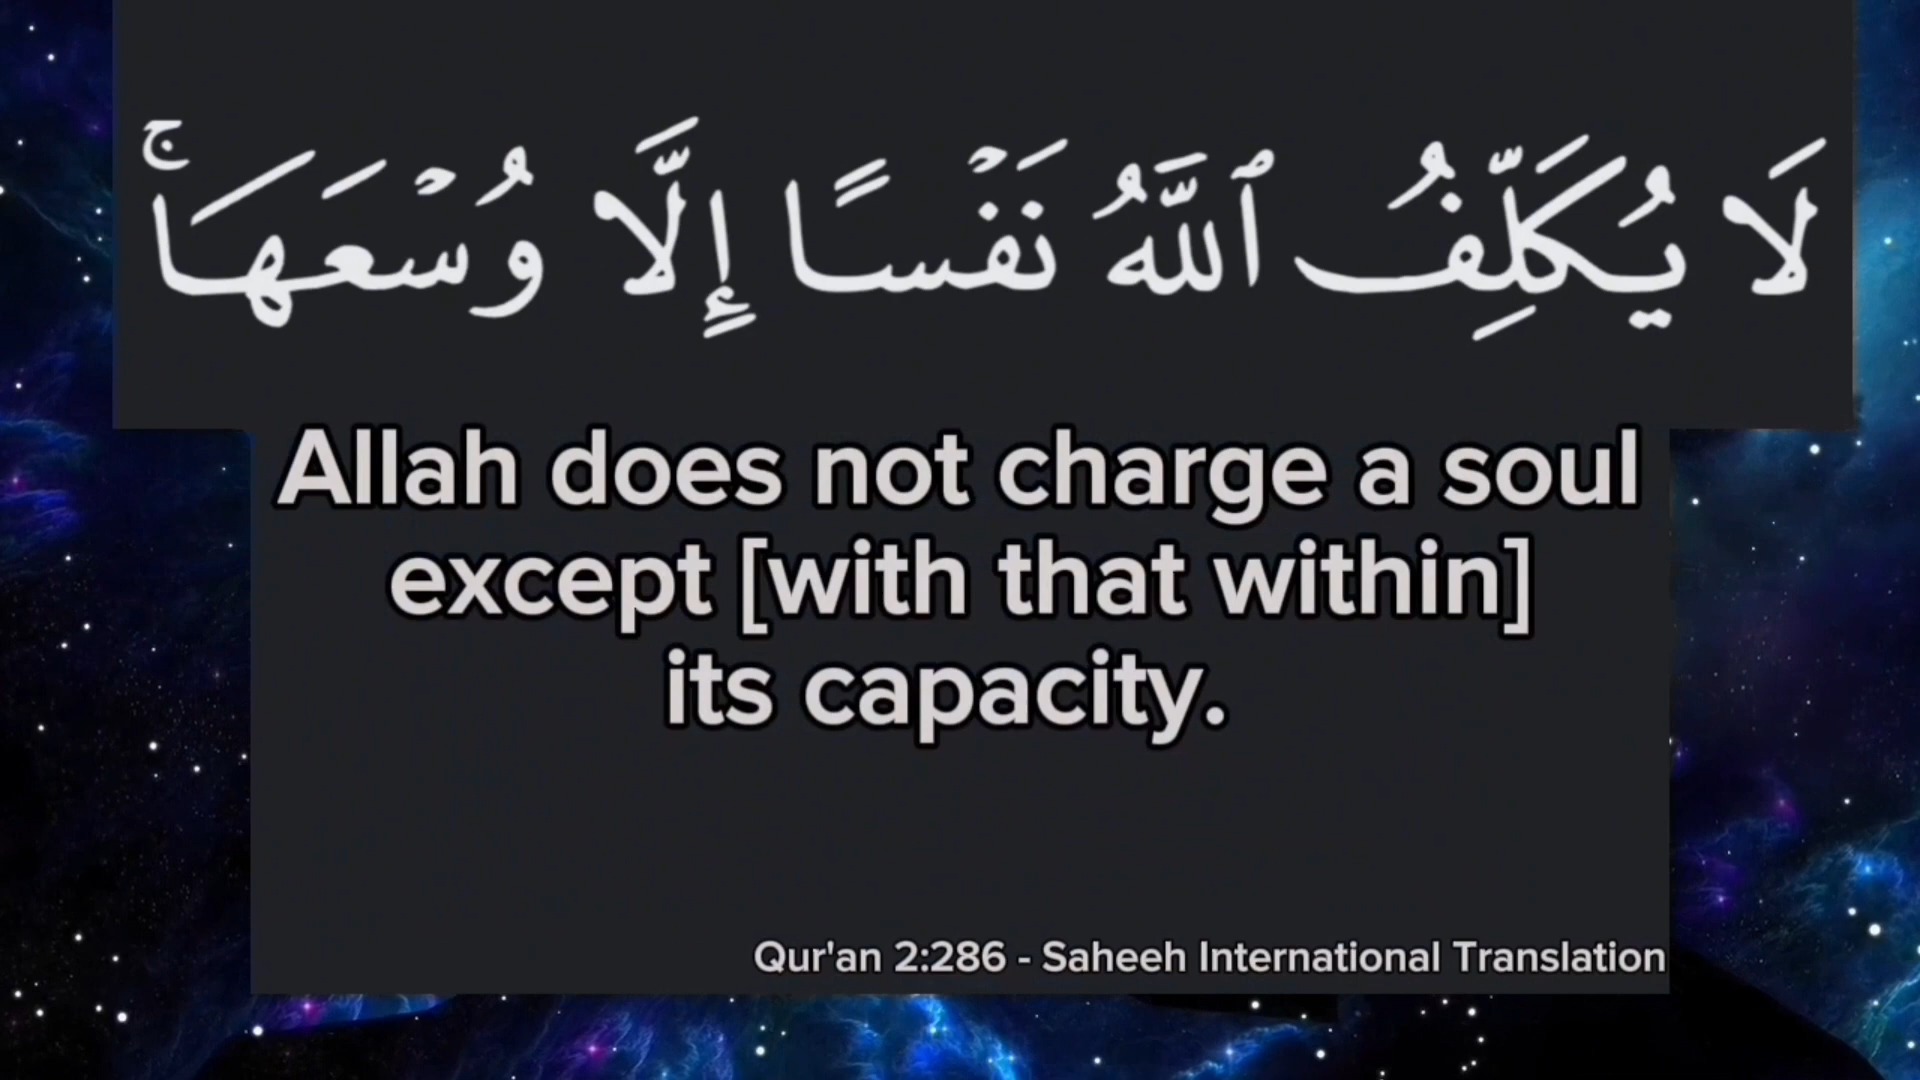 لَا يُكَلِّفُ ٱللَّهُ نَفْسًا إِلَّا وُسْعَهَا ۚ
Allah does not charge a soul
except [with that within]
its capacity.
Qur'an 2:286 - Saheeh International Translation